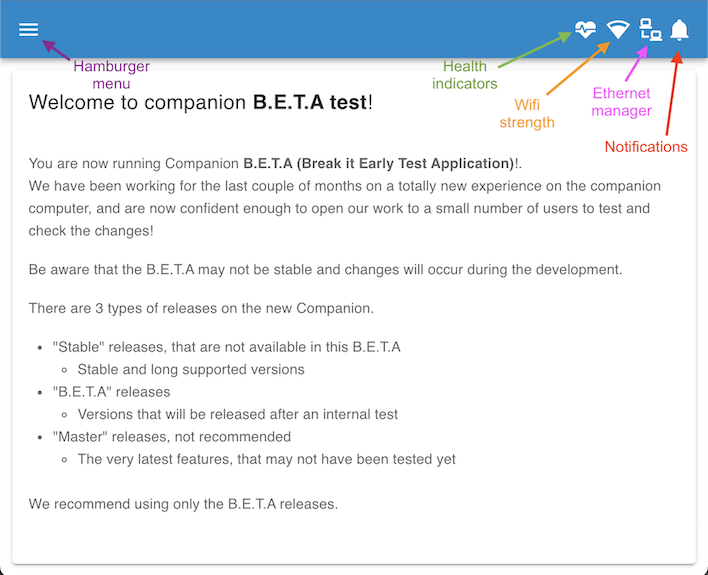 Hamburger
menu
Health
indicators
Wifi
strength
Ethernet
manager
Notifications
Welcome to companion B.E.T.A test!
You are now running Companion B.E.T.A (Break it Early Test Application)!.
We have been working for the last couple of months on a totally new experience on the companion
computer, and are now confident enough to open our work to a small number of users to test and
check the changes!
Be aware that the B.E.T.A may not be stable and changes will occur during the development.
There are 3 types of releases on the new Companion.
"Stable" releases, that are not available in this B.E.T.A
Stable and long supported versions
"B.E.T.A" releases
Versions that will be released after an internal test
"Master" releases, not recommended
The very latest features, that may not have been tested yet
We recommend using only the B.E.T.A releases.